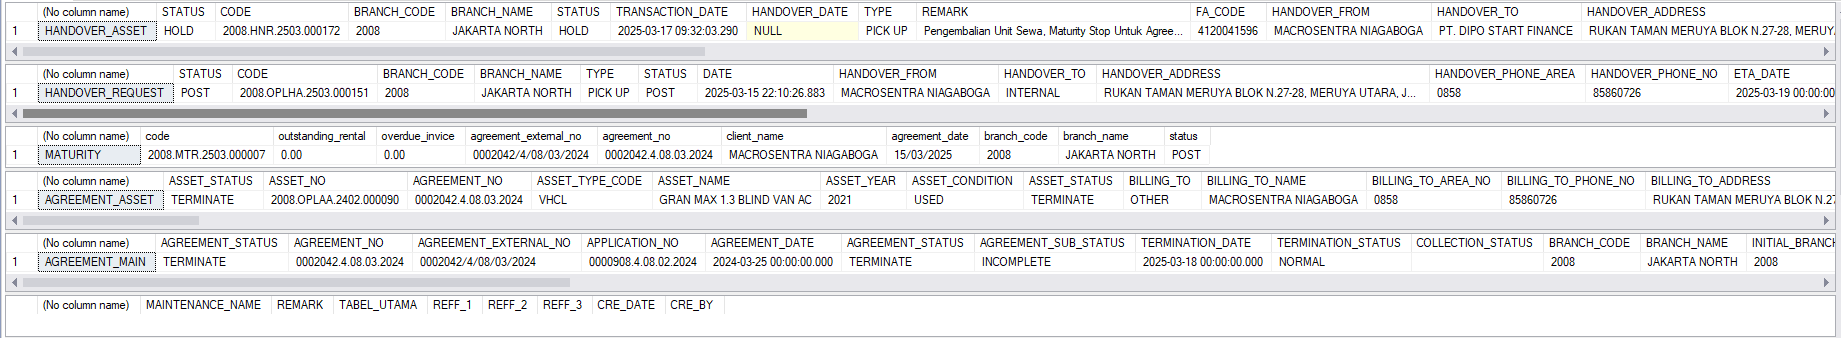 (No column name) STATUS CODE BRANCH_CODE BRANCH_NAME STATUS TRANSACTION_DATE HANDOVER_DATE TYPE REMARK FA_CODE HANDOVER_FROM HANDOVER_TO HANDOVER_ADDRESS
1 HANDOVER_ASSET HOLD 2008.HNR.2503.000172 2008 JAKARTA NORTH HOLD 2025-03-17 09:32:03.290 NULL PICK UP Pengembalian Unit Sewa, Maturity Stop Untuk Agree... 4120041596 MACROSENTRA NIAGABOGA PT. DIPO START FINANCE RUKAN TAMAN MERUYA BLOK N.27-28, MERUYA
(No column name) STATUS CODE BRANCH_CODE BRANCH_NAME TYPE STATUS DATE HANDOVER_FROM HANDOVER_TO HANDOVER_ADDRESS HANDOVER_PHONE_AREA HANDOVER_PHONE_NO ETA_DATE
1 HANDOVER_REQUEST POST 2008.OPLHA.2503.000151 2008 JAKARTA NORTH PICK UP POST 2025-03-15 22:10:26.883 MACROSENTRA NIAGABOGA INTERNAL RUKAN TAMAN MERUYA BLOK N.27-28, MERUYA UTARA, J... 0858 85860726 2025-03-19 00:00:00
(No column name) code outstanding_rental overdue_invice agreement_external_no agreement_no client_name agreement_date branch_code branch_name status
1 MATURITY 2008.MTR.2503.000007 0.00 0.00 0002042/4/08/03/2024 0002042.4.08.03.2024 MACROSENTRA NIAGABOGA 15/03/2025 2008 JAKARTA NORTH POST
(No column name) ASSET_STATUS ASSET_NO AGREEMENT_NO ASSET_TYPE_CODE ASSET_NAME ASSET_YEAR ASSET_CONDITION ASSET_STATUS BILLING_TO BILLING_TO_NAME BILLING_TO_AREA_NO BILLING_TO_PHONE_NO BILLING_TO_ADDRESS
1 AGREEMENT_ASSET TERMINATE 2008.OPLAA.2402.000090 0002042.4.08.03.2024 VHCL GRAN MAX 1.3 BLIND VAN AC 2021 USED TERMINATE OTHER MACROSENTRA NIAGABOGA 0858 85860726 RUKAN TAMAN MERUYA BLOK N.27
(No column name) AGREEMENT_STATUS AGREEMENT_NO AGREEMENT_EXTERNAL_NO APPLICATION_NO AGREEMENT_DATE AGREEMENT_STATUS AGREEMENT_SUB_STATUS TERMINATION_DATE TERMINATION_STATUS COLLECTION_STATUS BRANCH_CODE BRANCH_NAME INITIAL_BRANCH
1 AGREEMENT_MAIN TERMINATE 0002042.4.08.03.2024 0002042/4/08/03/2024 0000908.4.08.02.2024 2024-03-25 00:00:00.000 TERMINATE INCOMPLETE 2025-03-18 00:00:00.000 NORMAL 2008 JAKARTA NORTH 2008
(No column name) MAINTENANCE_NAME REMARK TABEL_UTAMA REFF_1 REFF_2 REFF_3 CRE_DATE CRE_BY